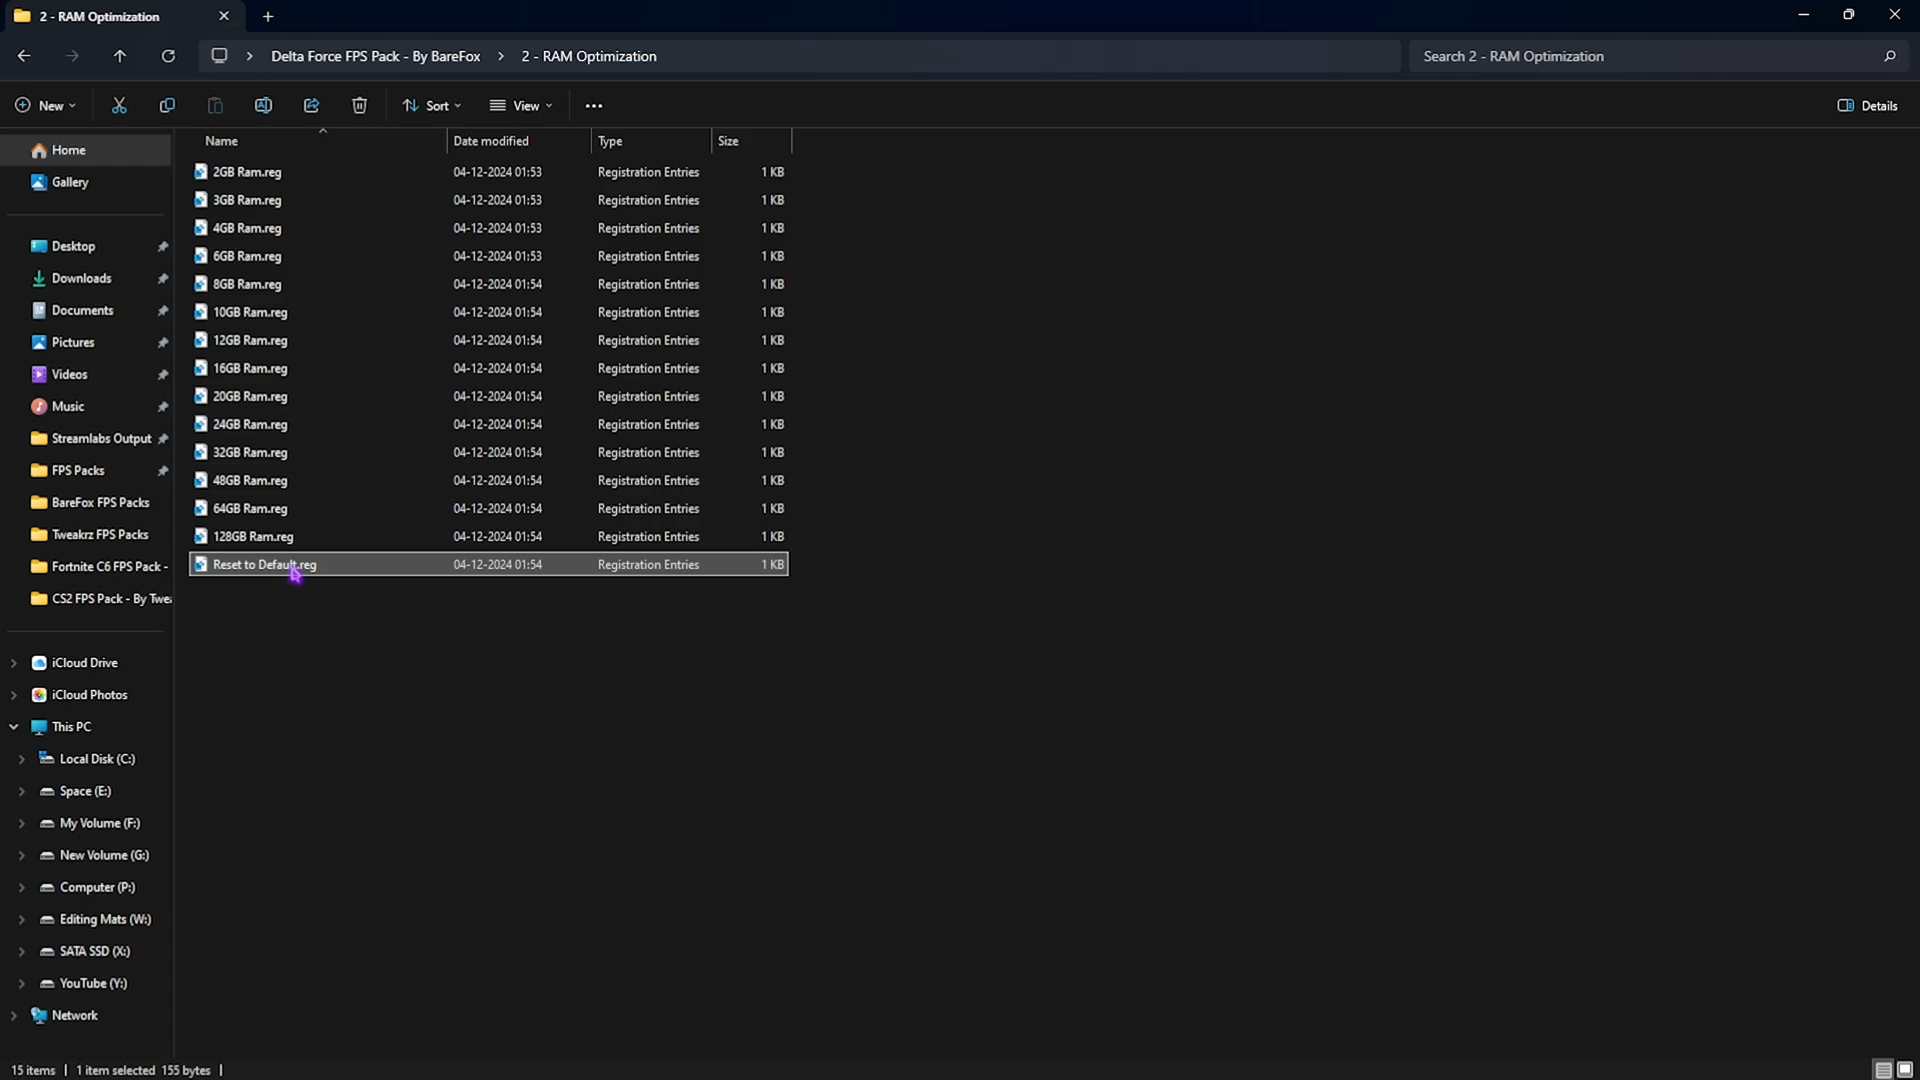 2 - RAM Optimization
Delta Force FPS Pack - By BareFox > 2 - RAM Optimization
Search 2 - RAM Optimization
New Sort View Details
Name Date modified Type Size
2GB Ram.reg 04-12-2024 01:53 Registration Entries 1 KB
3GB Ram.reg 04-12-2024 01:53 Registration Entries 1 KB
4GB Ram.reg 04-12-2024 01:53 Registration Entries 1 KB
6GB Ram.reg 04-12-2024 01:53 Registration Entries 1 KB
8GB Ram.reg 04-12-2024 01:54 Registration Entries 1 KB
10GB Ram.reg 04-12-2024 01:54 Registration Entries 1 KB
12GB Ram.reg 04-12-2024 01:54 Registration Entries 1 KB
16GB Ram.reg 04-12-2024 01:54 Registration Entries 1 KB
20GB Ram.reg 04-12-2024 01:54 Registration Entries 1 KB
24GB Ram.reg 04-12-2024 01:54 Registration Entries 1 KB
32GB Ram.reg 04-12-2024 01:54 Registration Entries 1 KB
48GB Ram.reg 04-12-2024 01:54 Registration Entries 1 KB
64GB Ram.reg 04-12-2024 01:54 Registration Entries 1 KB
128GB Ram.reg 04-12-2024 01:54 Registration Entries 1 KB
Reset to Default.reg 04-12-2024 01:54 Registration Entries 1 KB
Home
Gallery
Desktop
Downloads
Documents
Pictures
Videos
Music
Streamlabs Output
FPS Packs
BareFox FPS Packs
Tweakrz FPS Packs
Fortnite C6 FPS Pack -
CS2 FPS Pack - By Twe
iCloud Drive
iCloud Photos
This PC
Local Disk (C:)
Space (E:)
My Volume (F:)
New Volume (G:)
Computer (P:)
Editing Mats (W:)
SATA SSD (X:)
YouTube (Y:)
Network
15 items | 1 item selected 155 bytes |